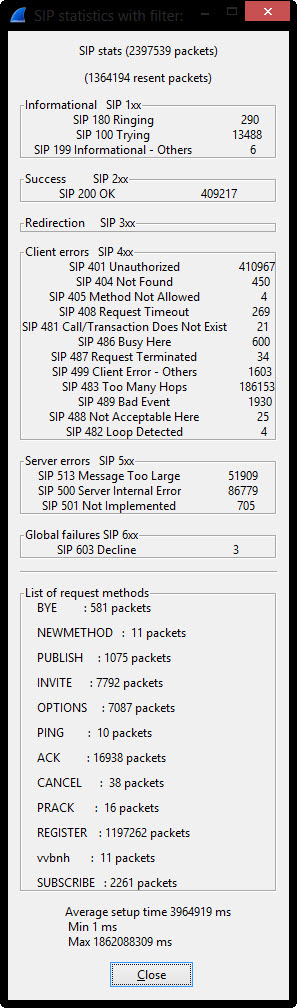 SIP statistics with filter:
SIP stats (2397539 packets)
(1364194 resent packets)
Informational SIP 1xx
SIP 180 Ringing 290
SIP 100 Trying 13488
SIP 199 Informational - Others 6
Success SIP 2xx
SIP 200 OK 409217
Redirection SIP 3xx
Client errors SIP 4xx
SIP 401 Unauthorized 410967
SIP 404 Not Found 450
SIP 405 Method Not Allowed 4
SIP 408 Request Timeout 269
SIP 481 Call/Transaction Does Not Exist 21
SIP 486 Busy Here 600
SIP 487 Request Terminated 34
SIP 499 Client Error - Others 1603
SIP 483 Too Many Hops 186153
SIP 489 Bad Event 1930
SIP 488 Not Acceptable Here 25
SIP 482 Loop Detected 4
Server errors SIP 5xx
SIP 513 Message Too Large 51909
SIP 500 Server Internal Error 86779
SIP 501 Not Implemented 705
Global failures SIP 6xx
SIP 603 Decline 3
List of request methods
BYE : 581 packets
NEWMETHOD : 11 packets
PUBLISH : 1075 packets
INVITE : 7792 packets
OPTIONS : 7087 packets
PING : 10 packets
ACK : 16938 packets
CANCEL : 38 packets
PRACK : 16 packets
REGISTER : 1197262 packets
vvbnh : 11 packets
SUBSCRIBE : 2261 packets
Average setup time 3964919 ms
Min 1 ms
Max 1862088309 ms
Close